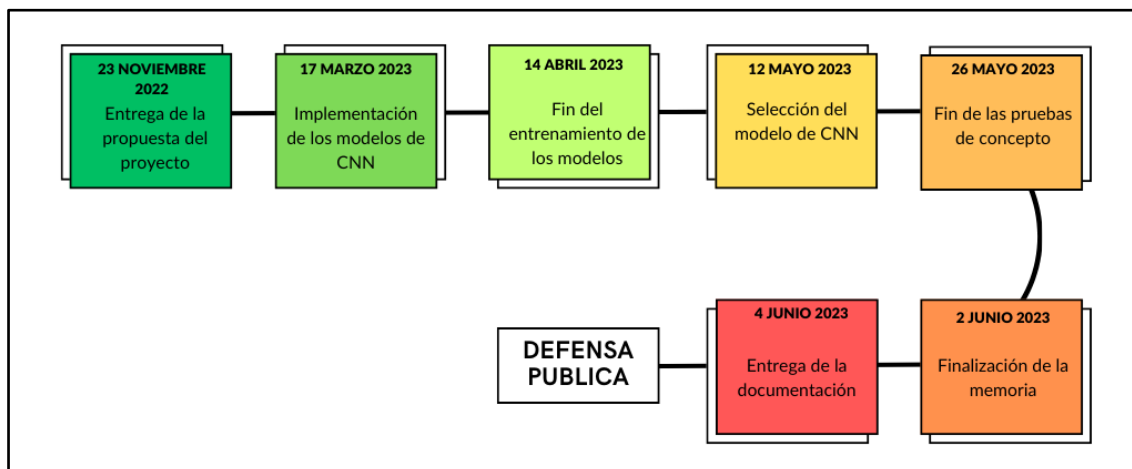 23 NOVIEMBRE
2022
Entrega de la
propuesta del
proyecto
17 MARZO 2023
Implementación
de los modelos de
CNN
14 ABRIL 2023
Fin del
entrenamiento de
los modelos
12 MAYO 2023
Selección del
modelo de CNN
26 MAYO 2023
Fin de las pruebas
de concepto
2 JUNIO 2023
Finalización de la
memoria
4 JUNIO 2023
Entrega de la
documentación
DEFENSA
PUBLICA